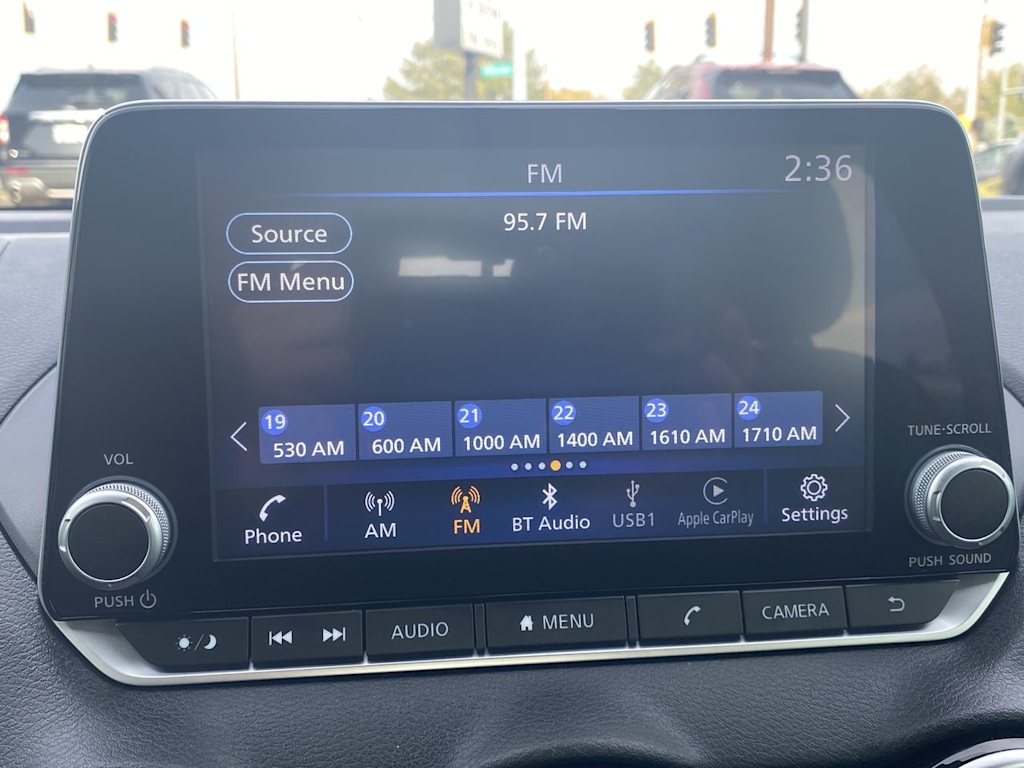 FM
2:36
95.7 FM
Source
FM Menu
19
20
21
22
23
24
530 AM
600 AM
1000 AM
1400 AM
1610 AM
1710 AM
Phone
AM
FM
BT Audio
USB1
Apple CarPlay
Settings
VOL
PUSH
TUNE·SCROLL
PUSH SOUND
AUDIO
MENU
CAMERA